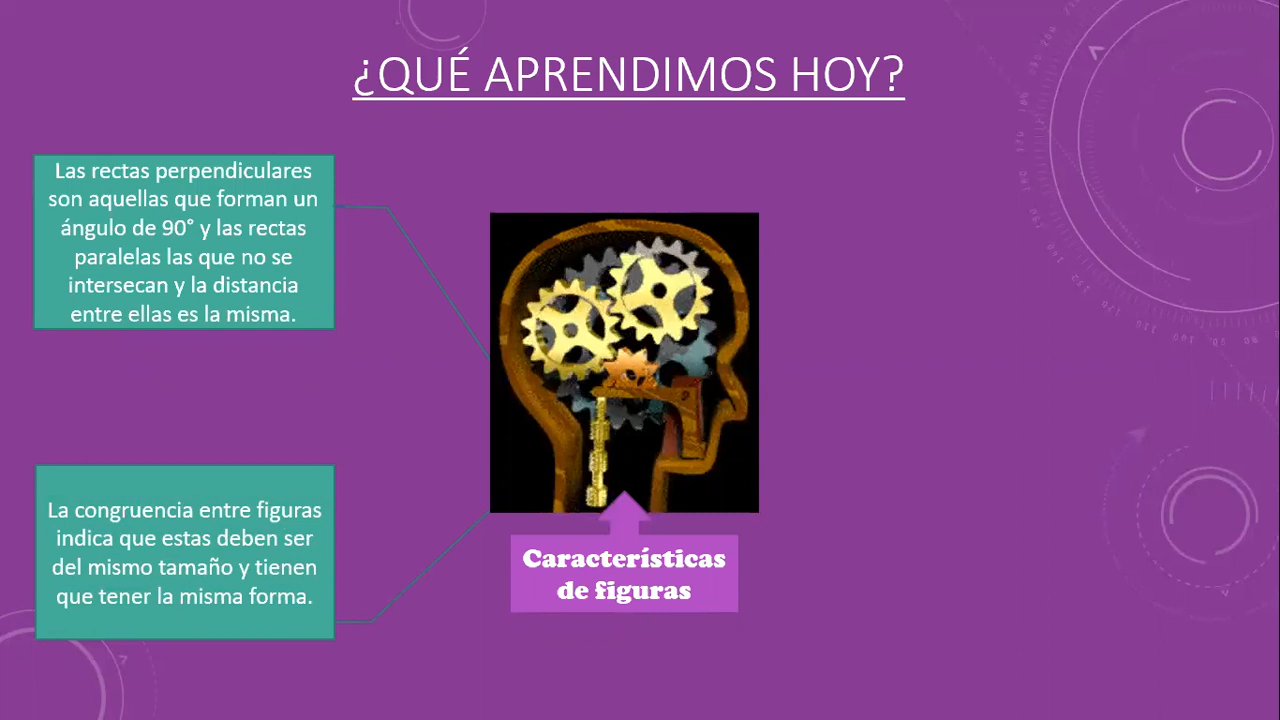 ¿QUÉ APRENDIMOS HOY?
Las rectas perpendiculares
son aquellas que forman un
ángulo de 90° y las rectas
paralelas las que no se
intersecan y la distancia
entre ellas es la misma.
La congruencia entre figuras
indica que estas deben ser
del mismo tamaño y tienen
que tener la misma forma.
Características
de figuras